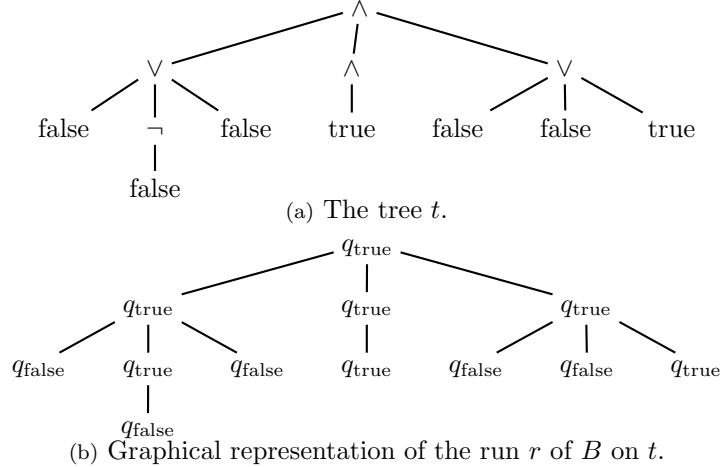 ∧
∨ ∧ ∨
false ¬ false true false false true
false
(a) The tree t.
q_true
q_true q_true q_true
q_false q_true q_false q_true q_false q_false q_true
q_false
(b) Graphical representation of the run r of B on t.